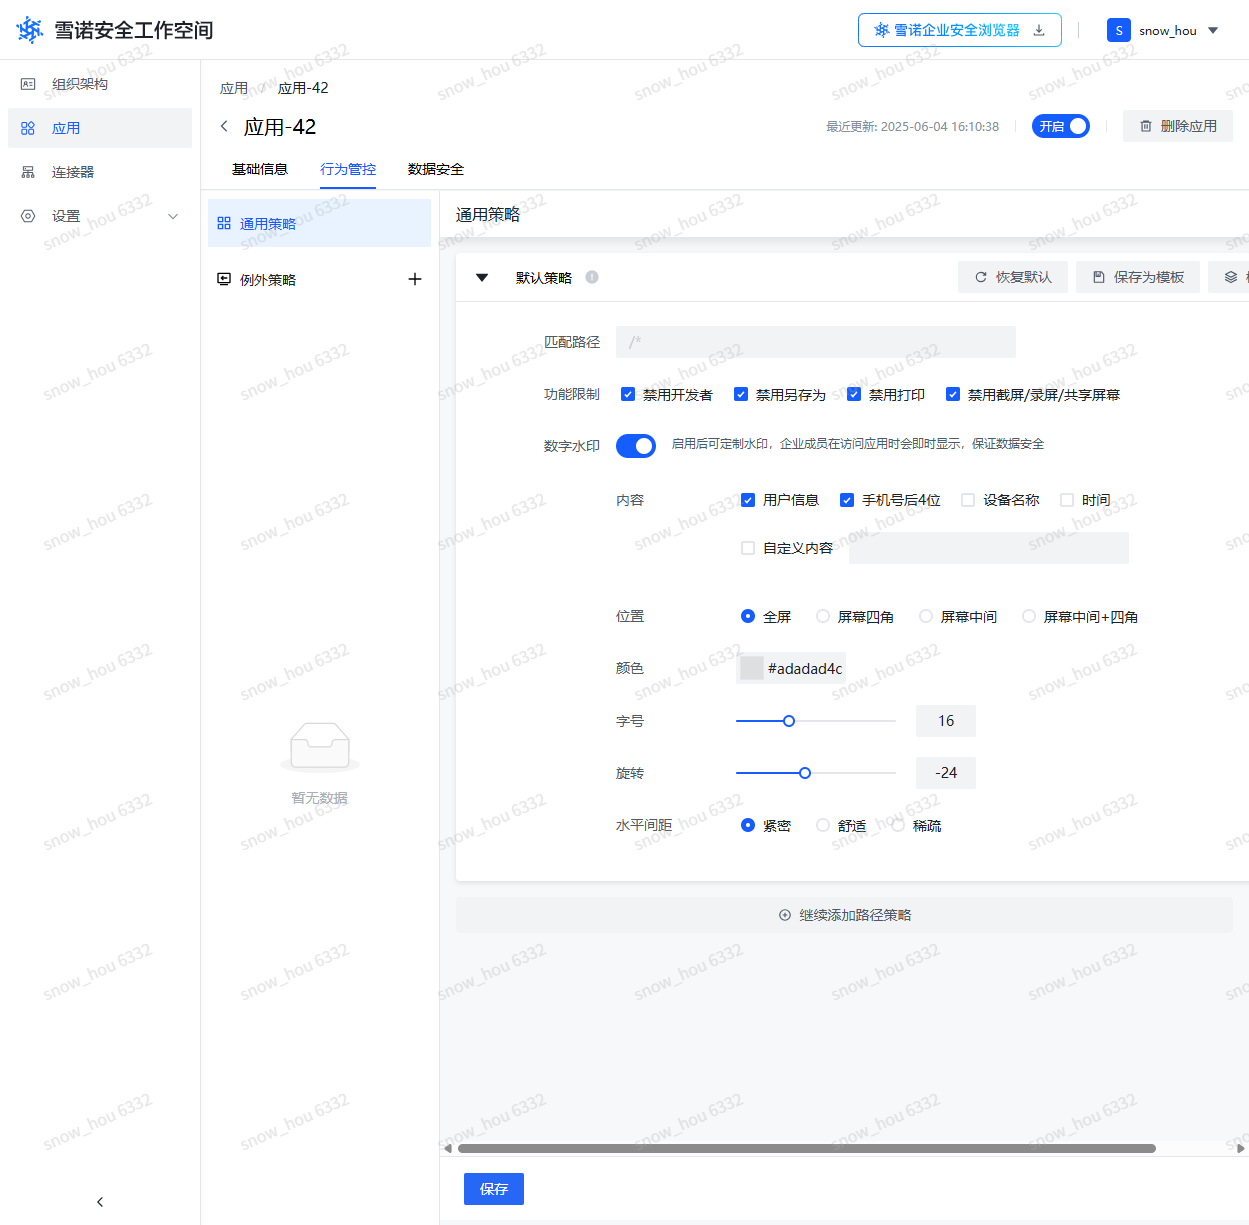 雪诺安全工作空间
雪诺企业安全浏览器
S snow_hou
组织架构
应用
连接器
设置
应用 / 应用-42
应用-42
最近更新: 2025-06-04 16:10:38
开启
删除应用
基础信息 行为管控 数据安全
通用策略
例外策略
暂无数据
通用策略
默认策略
恢复默认 保存为模板
匹配路径 /*
功能限制 禁用开发者 禁用另存为 禁用打印 禁用截屏/录屏/共享屏幕
数字水印 启用后可定制水印，企业成员在访问应用时会即时显示，保证数据安全
内容 用户信息 手机号后4位 设备名称 时间
自定义内容
位置 全屏 屏幕四角 屏幕中间 屏幕中间+四角
颜色 #adadad4c
字号 16
旋转 -24
水平间距 紧密 舒适 稀疏
继续添加路径策略
保存
snow_hou 6332